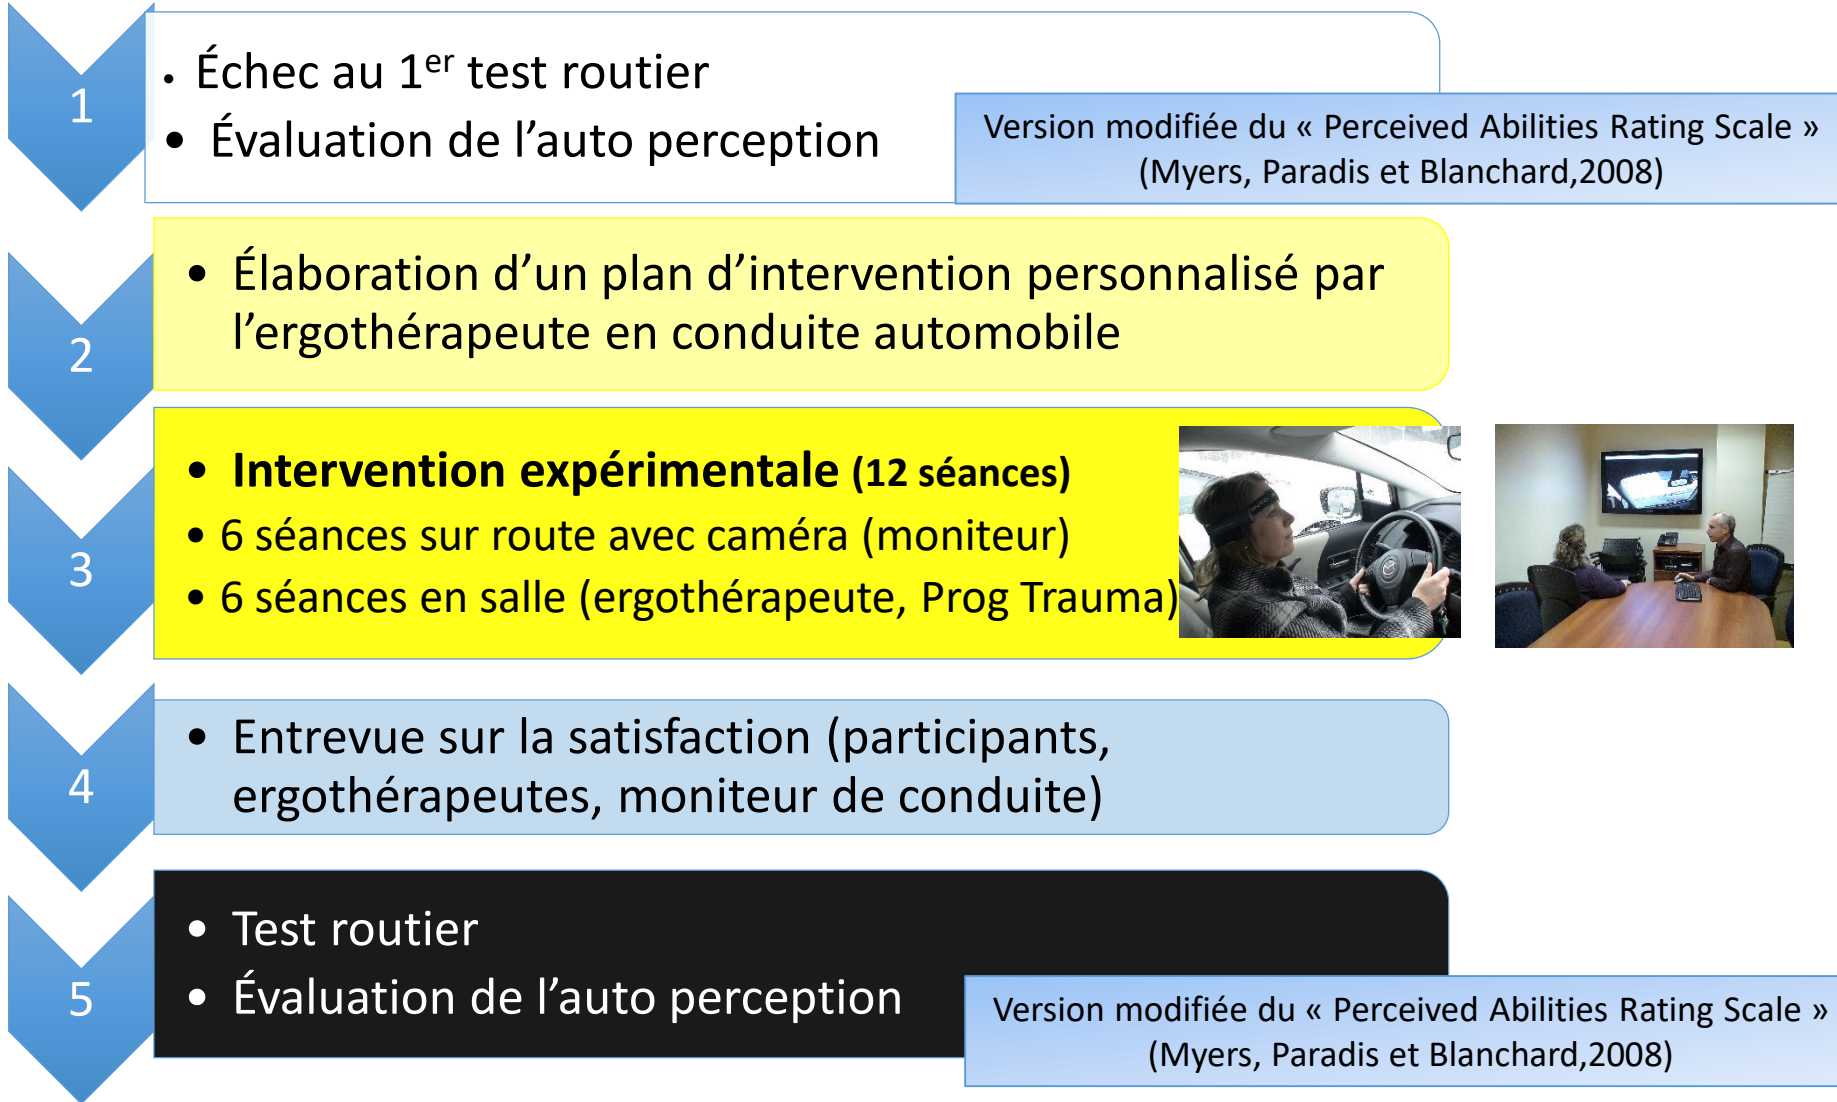 1
• Échec au 1er test routier
• Évaluation de l’auto perception
Version modifiée du « Perceived Abilities Rating Scale »
(Myers, Paradis et Blanchard,2008)
2
• Élaboration d’un plan d’intervention personnalisé par
l’ergothérapeute en conduite automobile
3
• Intervention expérimentale (12 séances)
• 6 séances sur route avec caméra (moniteur)
• 6 séances en salle (ergothérapeute, Prog Trauma)
4
• Entrevue sur la satisfaction (participants,
ergothérapeutes, moniteur de conduite)
5
• Test routier
• Évaluation de l’auto perception
Version modifiée du « Perceived Abilities Rating Scale »
(Myers, Paradis et Blanchard,2008)